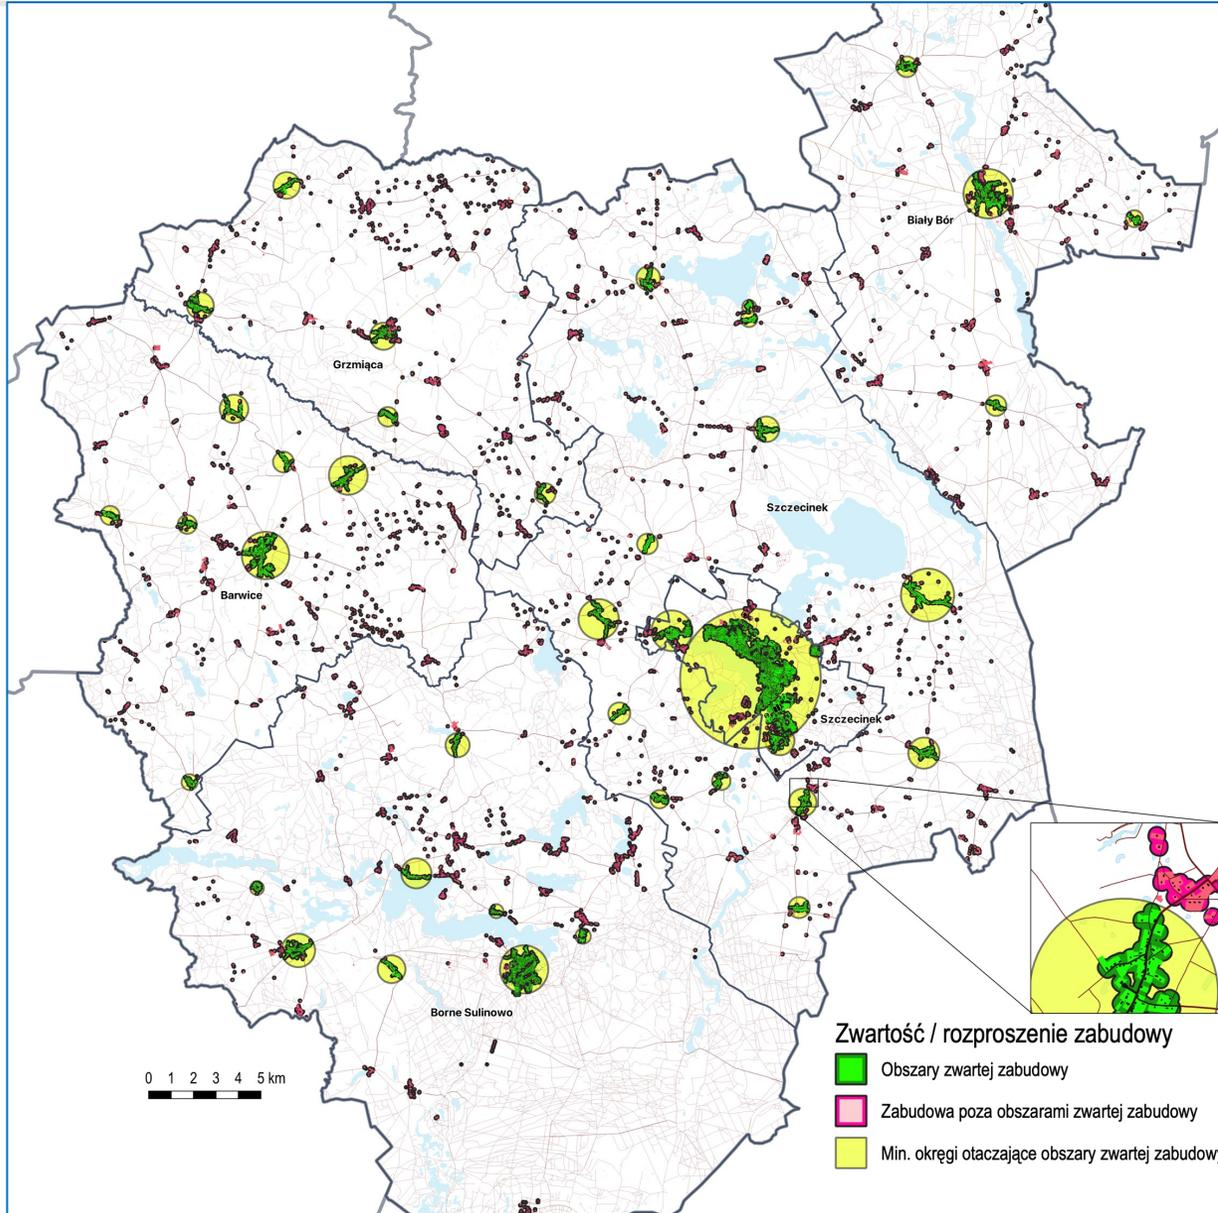 Biały Bór
Grzmiąca
Szczecinek
Barwice
Szczecinek
Borne Sulinowo
Zwartość / rozproszenie zabudowy
Obszary zwartej zabudowy
Zabudowa poza obszarami zwartej zabudowy
Min. okręgi otaczające obszary zwartej zabudowy
0 1 2 3 4 5 km